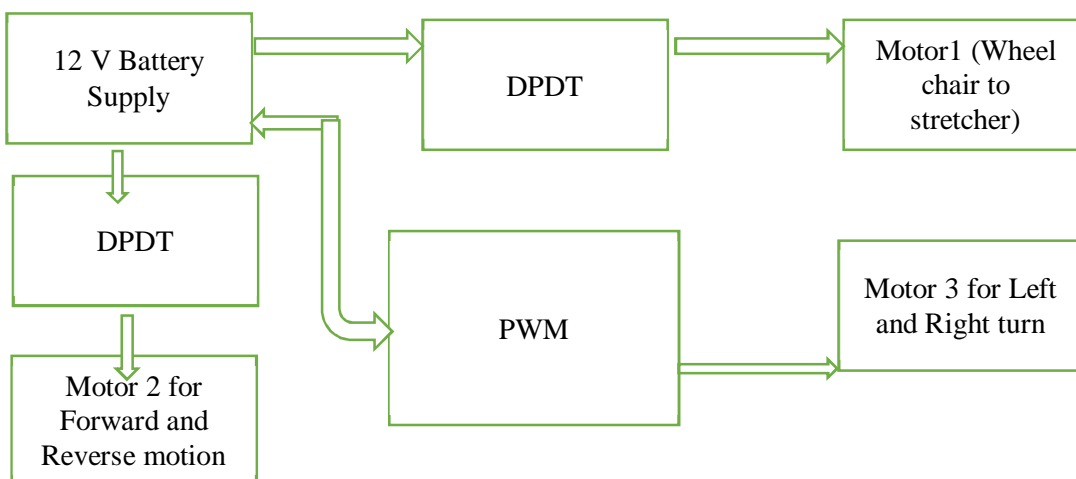 12 V Battery
Supply
DPDT
Motor1 (Wheel
chair to
stretcher)
DPDT
PWM
Motor 3 for Left
and Right turn
Motor 2 for
Forward and
Reverse motion